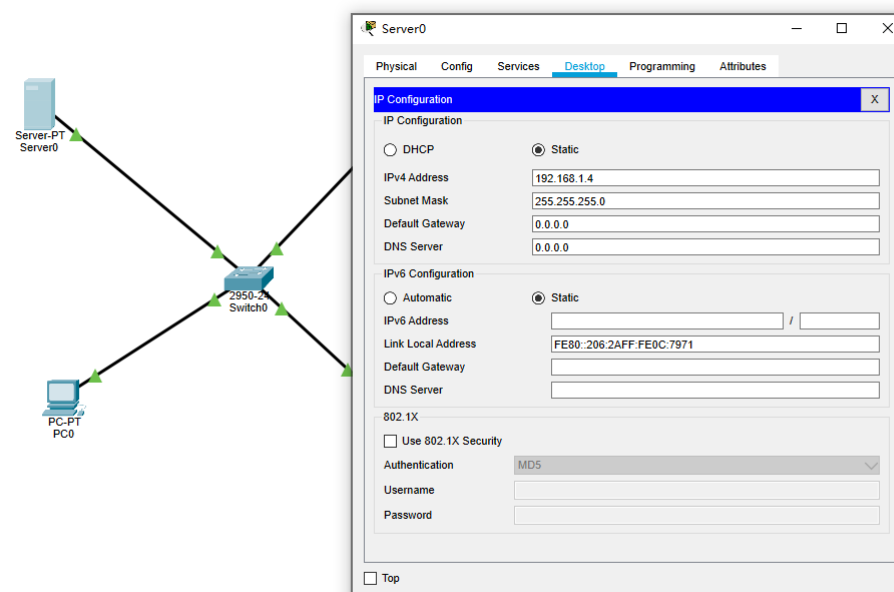 Server0
Physical Config Services Desktop Programming Attributes
IP Configuration X
IP Configuration
DHCP Static
IPv4 Address 192.168.1.4
Subnet Mask 255.255.255.0
Default Gateway 0.0.0.0
DNS Server 0.0.0.0
IPv6 Configuration
Automatic Static
IPv6 Address /
Link Local Address FE80::206:2AFF:FE0C:7971
Default Gateway
DNS Server
802.1X
Use 802.1X Security
Authentication MD5
Username
Password
Top
Server-PT
Server0
2950-24
Switch0
PC-PT
PC0